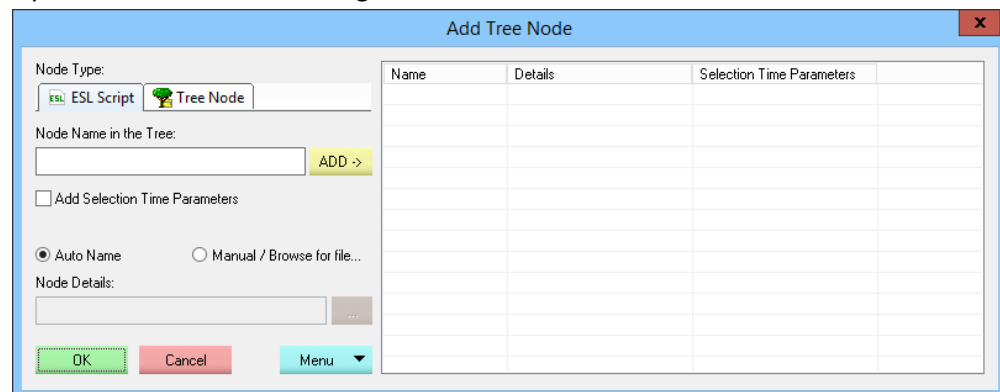 Add Tree Node
x
Node Type:
ESL ESL Script Tree Node
Node Name in the Tree:
ADD ->
Add Selection Time Parameters
Auto Name Manual / Browse for file...
Node Details:
...
OK Cancel Menu
Name Details Selection Time Parameters